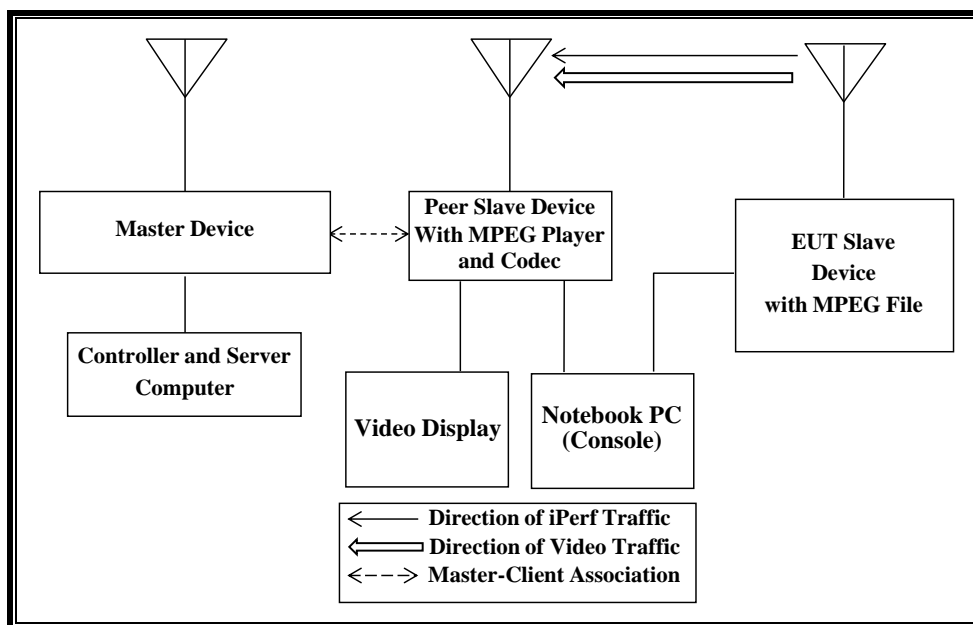 Master Device
Peer Slave Device
With MPEG Player
and Codec
EUT Slave
Device
with MPEG File
Controller and Server
Computer
Video Display
Notebook PC
(Console)
Direction of iPerf Traffic
Direction of Video Traffic
Master-Client Association